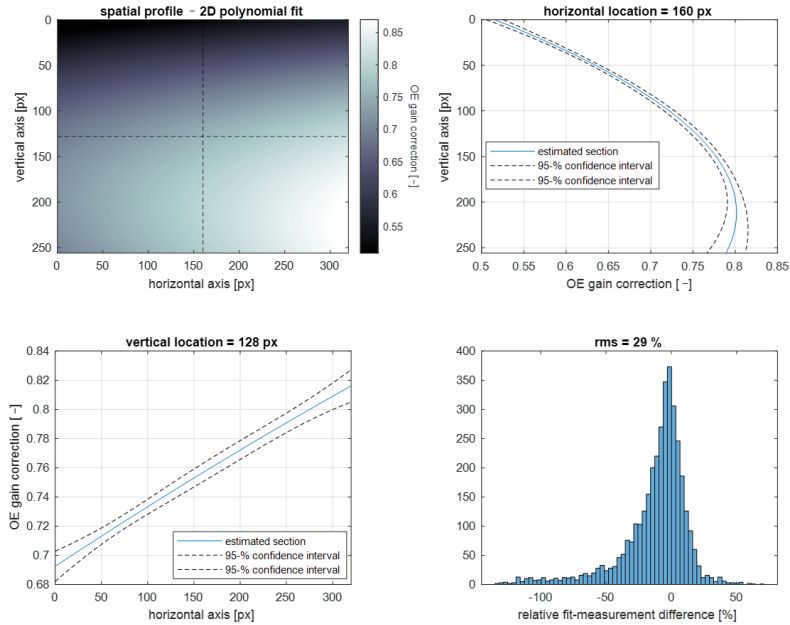 spatial profile - 2D polynomial fit
0
50
100
150
200
250
vertical axis [px]
0 50 100 150 200 250 300
horizontal axis [px]
0.85
0.8
0.75
0.7
0.65
0.6
0.55
OE gain correction [-]
horizontal location = 160 px
0
50
100
150
200
250
vertical axis [px]
estimated section
95-% confidence interval
95-% confidence interval
0.5 0.55 0.6 0.65 0.7 0.75 0.8 0.85
OE gain correction [-]
vertical location = 128 px
0.84
0.82
0.8
0.78
0.76
0.74
0.72
0.7
0.68
OE gain correction [-]
estimated section
95-% confidence interval
95-% confidence interval
0 50 100 150 200 250 300
horizontal axis [px]
rms = 29 %
400
350
300
250
200
150
100
50
0
-100 -50 0 50
relative fit-measurement difference [%]